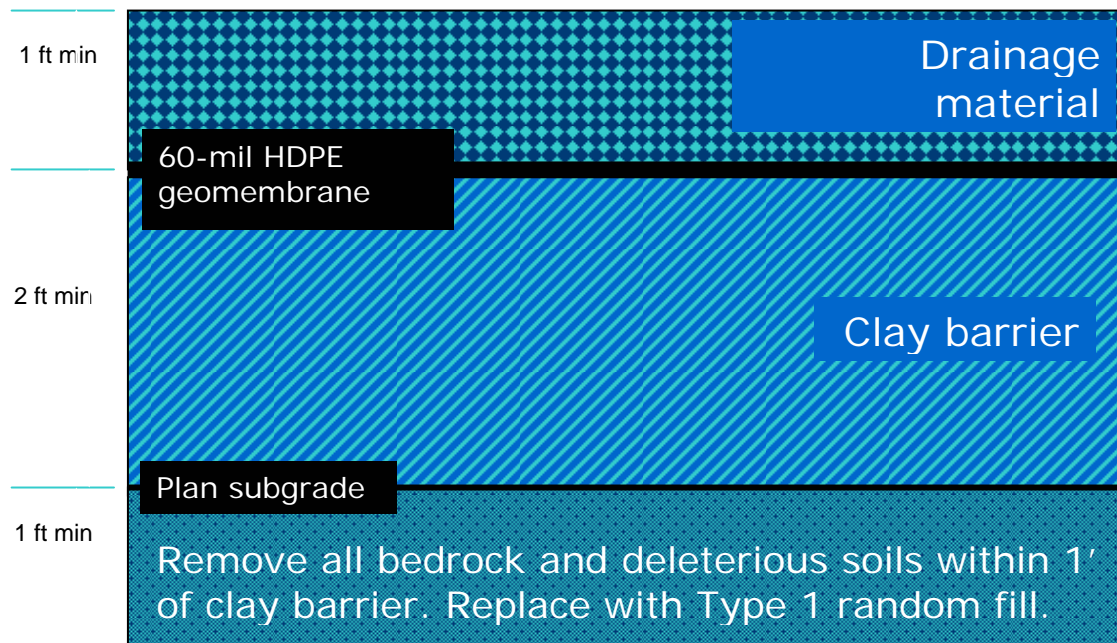 1 ft min
Drainage
material
60-mil HDPE
geomembrane
2 ft min
Clay barrier
Plan subgrade
1 ft min
Remove all bedrock and deleterious soils within 1'
of clay barrier. Replace with Type 1 random fill.